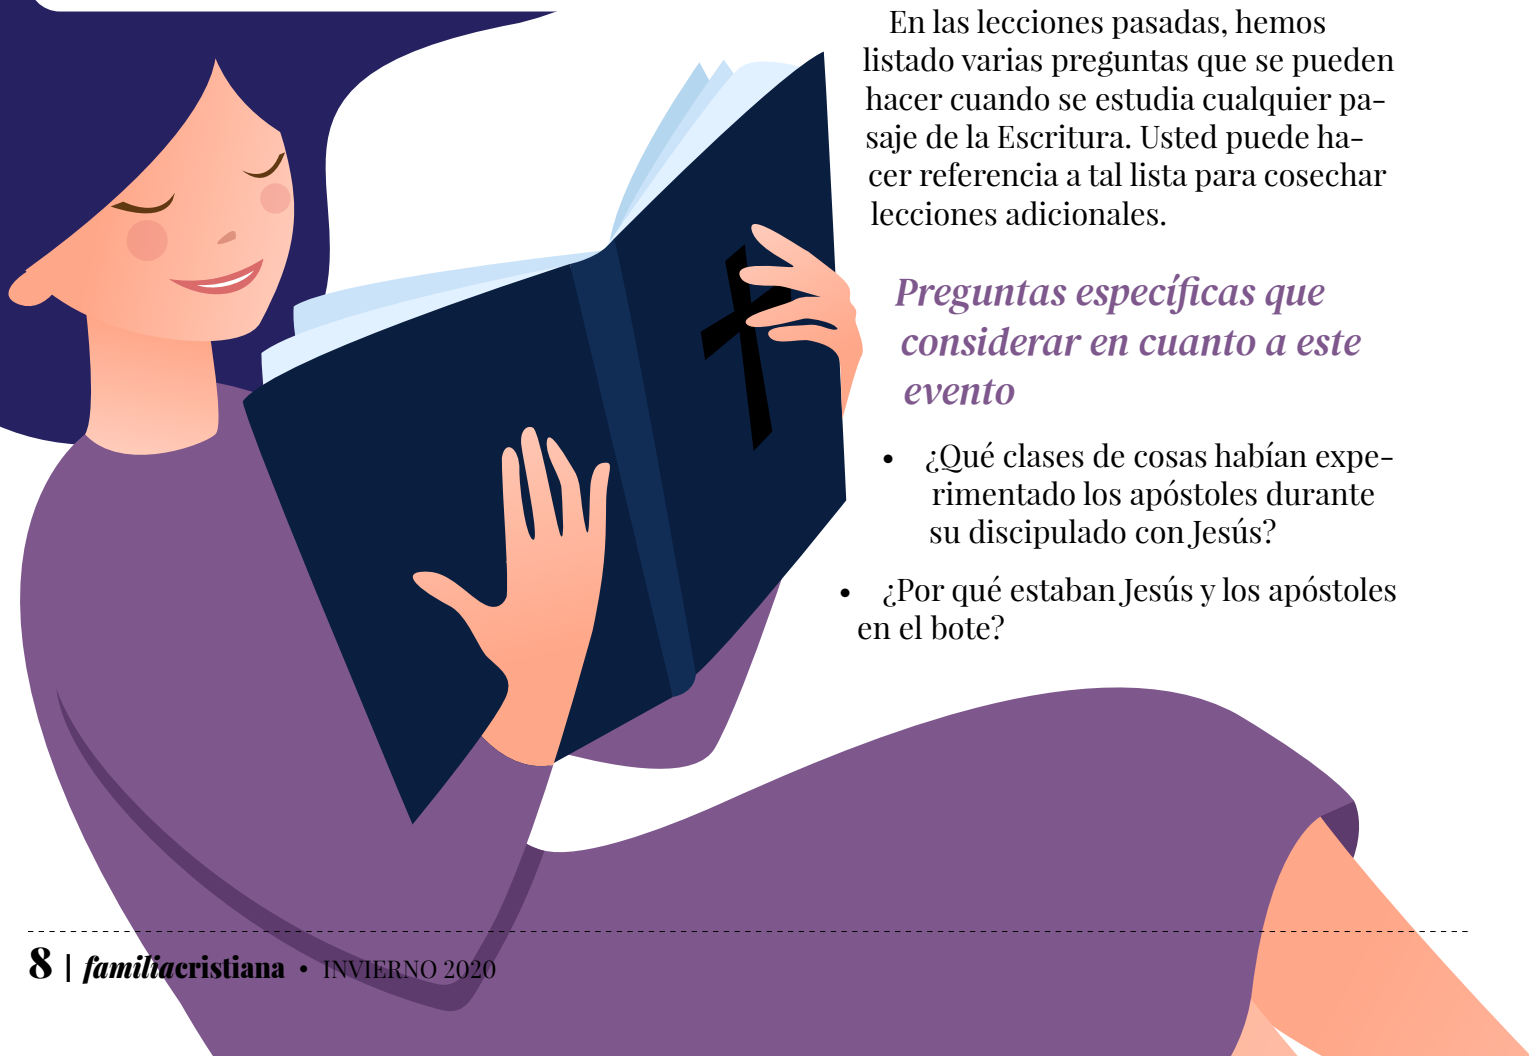 En las lecciones pasadas, hemos
listado varias preguntas que se pueden
hacer cuando se estudia cualquier pa-
saje de la Escritura. Usted puede ha-
cer referencia a tal lista para cosechar
lecciones adicionales.
Preguntas específicas que
considerar en cuanto a este
evento
• ¿Qué clases de cosas habían expe-
rimentado los apóstoles durante
su discipulado con Jesús?
• ¿Por qué estaban Jesús y los apóstoles
en el bote?
8 | familiacristiana • INVIERNO 2020